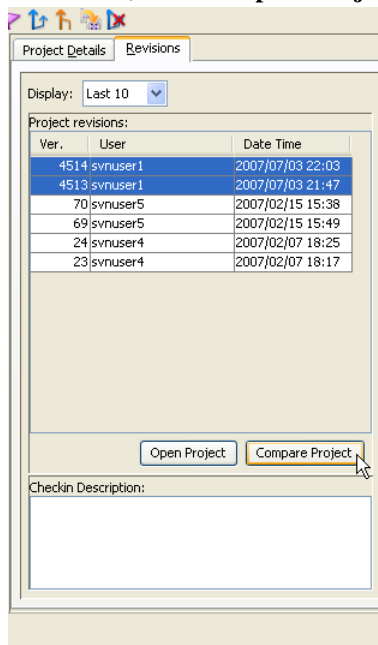 Project Details Revisions
Display: Last 10
Project revisions:
Ver. User Date Time
4514 svnuser1 2007/07/03 22:03
4513 svnuser1 2007/07/03 21:47
70 svnuser5 2007/02/15 15:38
69 svnuser5 2007/02/15 15:49
24 svnuser4 2007/02/07 18:25
23 svnuser4 2007/02/07 18:17
Open Project Compare Project
Checkin Description: